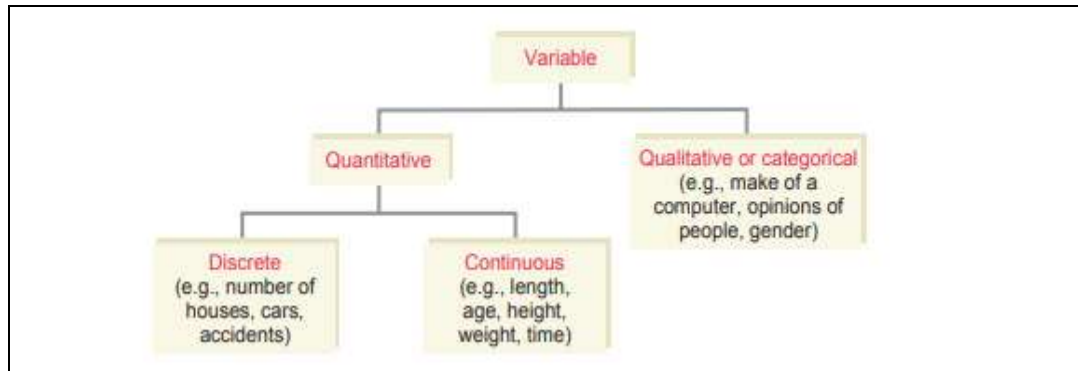 Variable
Quantitative
Qualitative or categorical
(e.g., make of a
computer, opinions of
people, gender)
Discrete
(e.g., number of
houses, cars,
accidents)
Continuous
(e.g., length,
age, height,
weight, time)